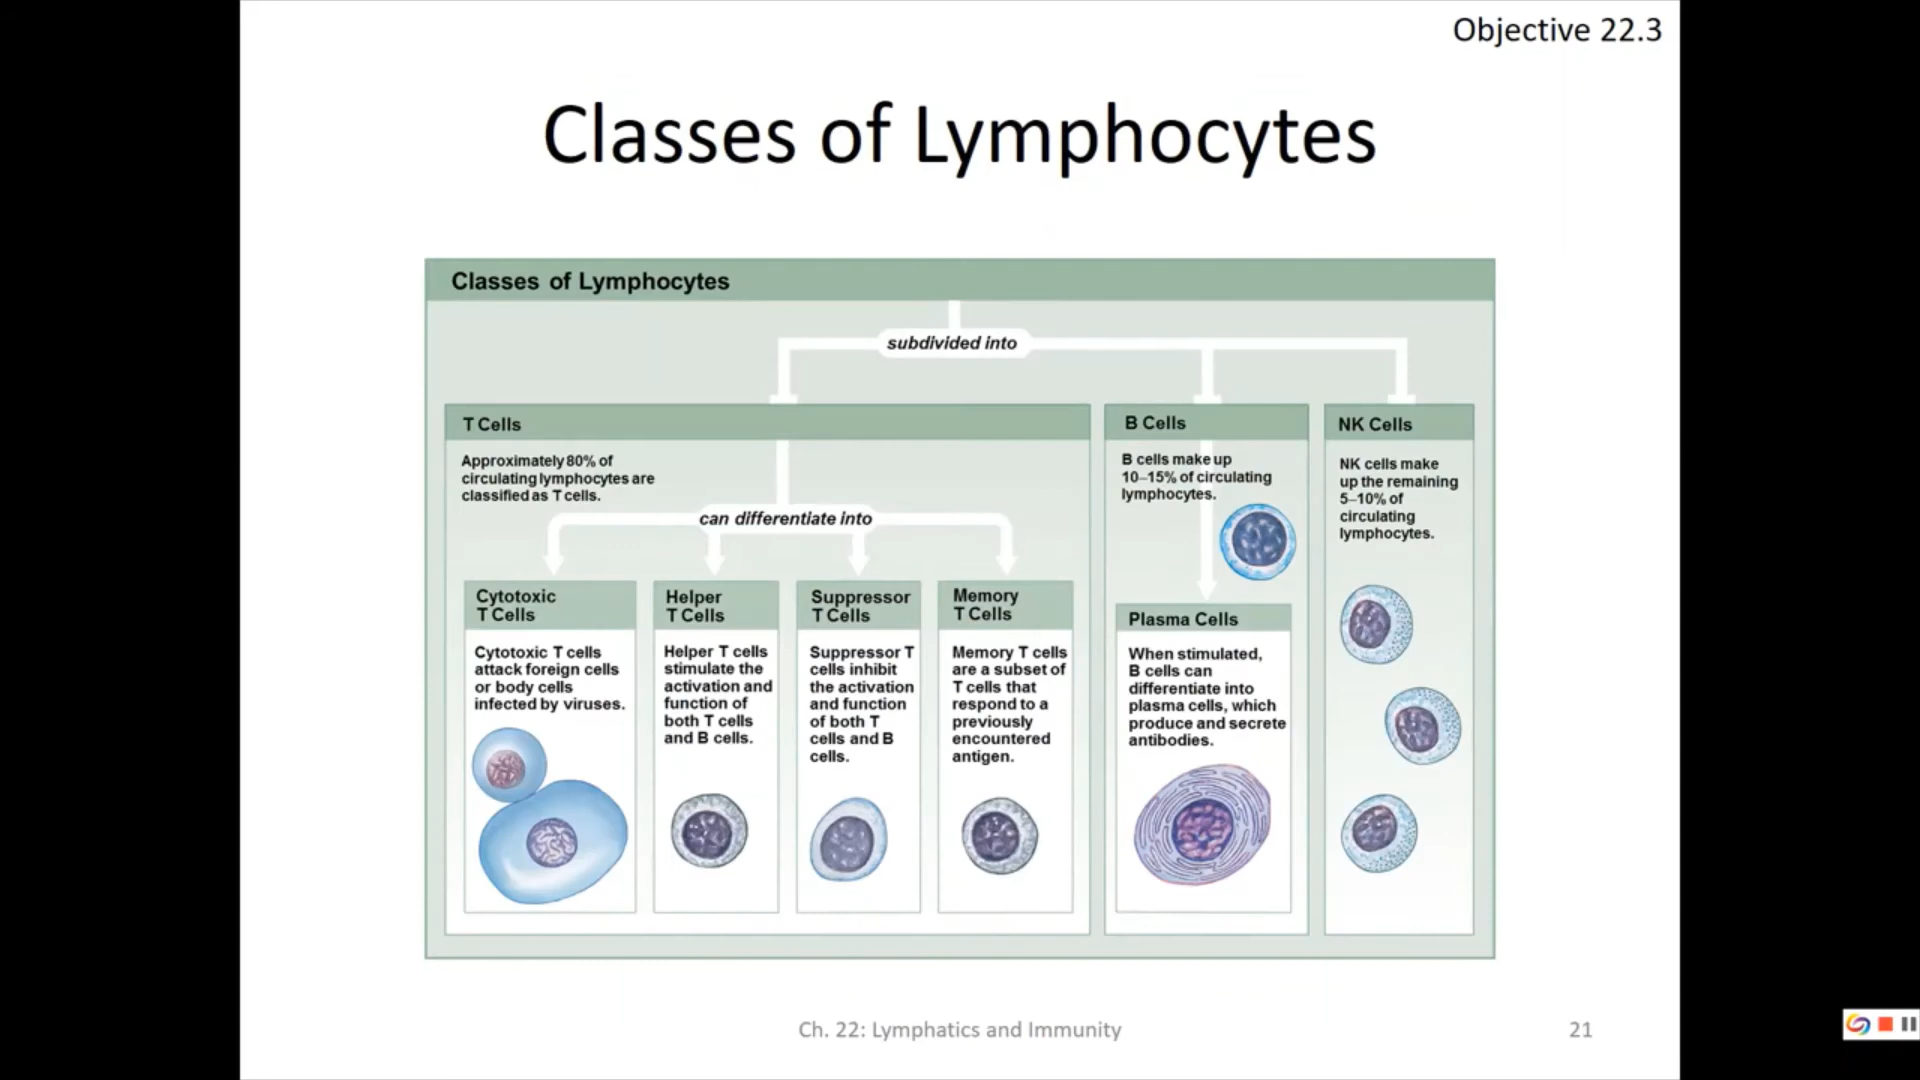 Objective 22.3
Classes of Lymphocytes
Classes of Lymphocytes
subdivided into
T Cells
Approximately 80% of
circulating lymphocytes are
classified as T cells.
can differentiate into
Cytotoxic
T Cells
Cytotoxic T cells
attack foreign cells
or body cells
infected by viruses.
Helper
T Cells
Helper T cells
stimulate the
activation and
function of
both T cells
and B cells.
Suppressor
T Cells
Suppressor T
cells inhibit
the activation
and function
of both T
cells and B
cells.
Memory
T Cells
Memory T cells
are a subset of
T cells that
respond to a
previously
encountered
antigen.
B Cells
B cells make up
10–15% of circulating
lymphocytes.
Plasma Cells
When stimulated,
B cells can
differentiate into
plasma cells, which
produce and secrete
antibodies.
NK Cells
NK cells make
up the remaining
5–10% of
circulating
lymphocytes.
Ch. 22: Lymphatics and Immunity
21